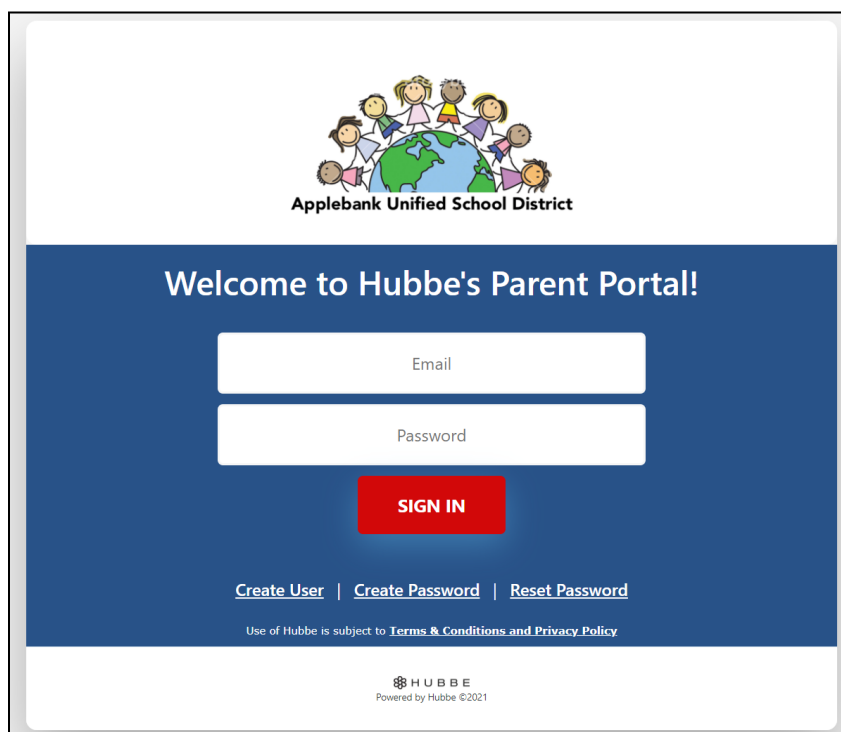 Applebank Unified School District
Welcome to Hubbe's Parent Portal!
Email
Password
SIGN IN
Create User | Create Password | Reset Password
Use of Hubbe is subject to Terms & Conditions and Privacy Policy
HUBBE
Powered by Hubbe ©2021